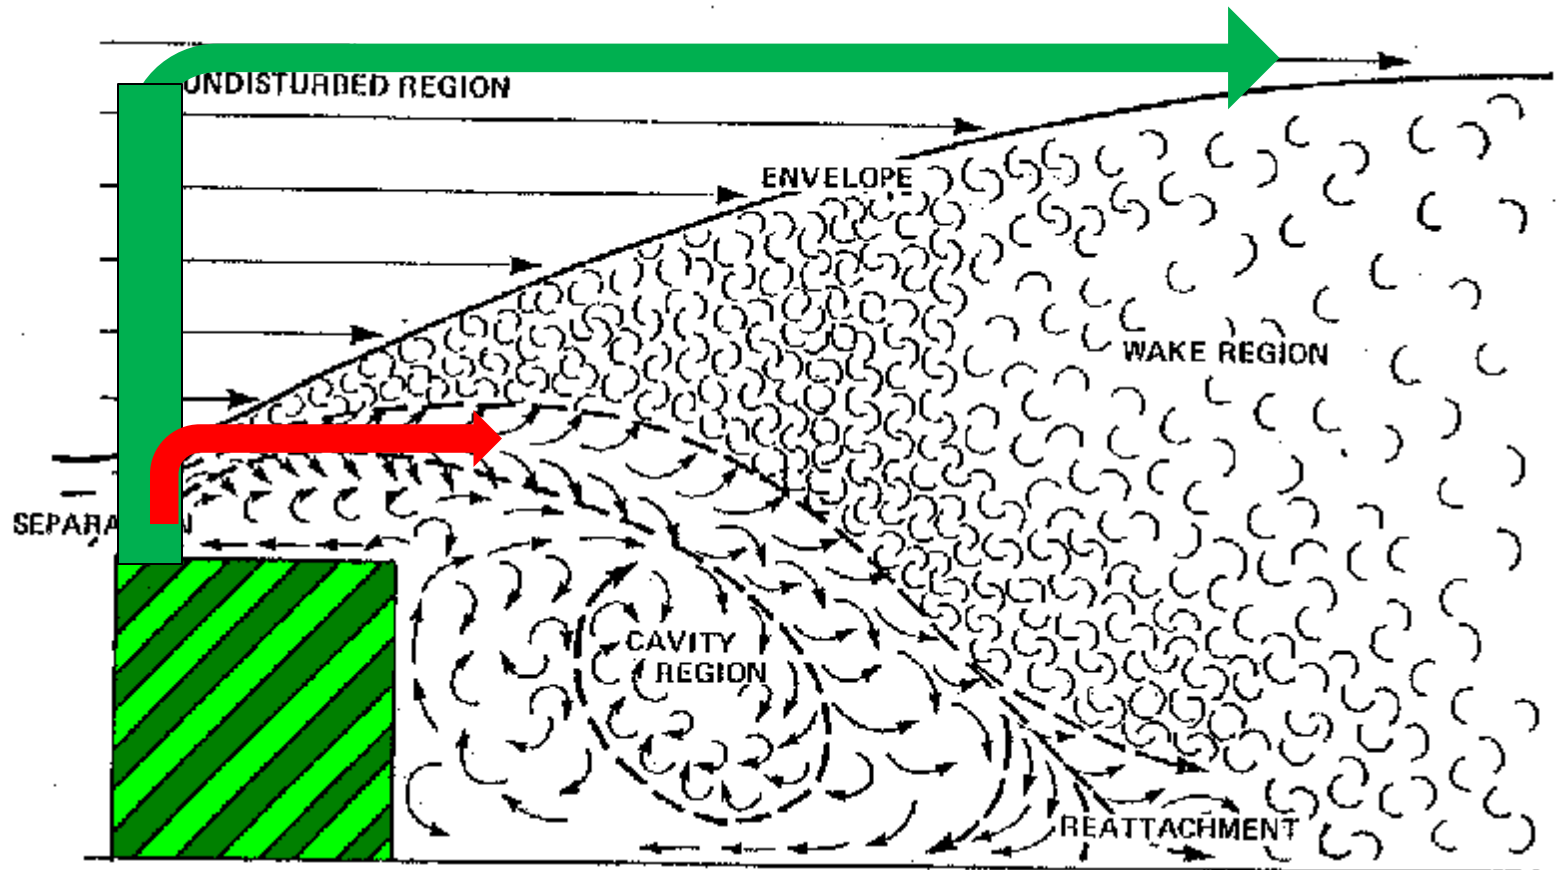 UNDISTURBED REGION
ENVELOPE
WAKE REGION
CAVITY
REGION
REATTACHMENT